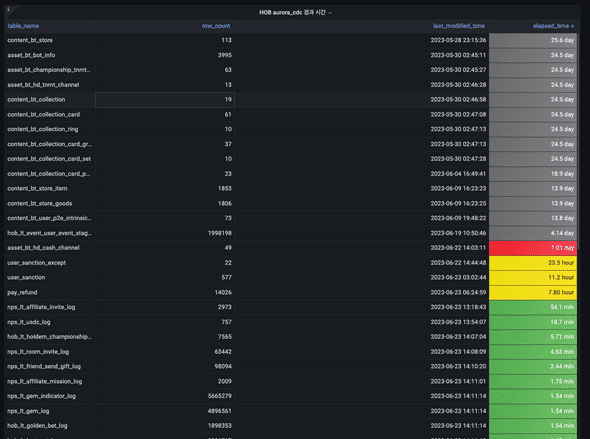 HOB aurora_cdc 경과 시간
table_name row_count last_modified_time elapsed_time
content_bt_store 113 2023-05-28 23:15:36 25.6 day
asset_bt_bot_info 3995 2023-05-30 02:45:11 24.5 day
asset_bt_championship_tnmt... 63 2023-05-30 02:45:27 24.5 day
asset_bt_hd_tnmt_channel 13 2023-05-30 02:46:28 24.5 day
content_bt_collection 19 2023-05-30 02:46:58 24.5 day
content_bt_collection_card 61 2023-05-30 02:47:08 24.5 day
content_bt_collection_ring 10 2023-05-30 02:47:13 24.5 day
content_bt_collection_card_gr... 37 2023-05-30 02:47:13 24.5 day
content_bt_collection_card_set 10 2023-05-30 02:47:28 24.5 day
content_bt_collection_card_p... 23 2023-06-04 16:49:41 18.9 day
content_bt_store_item 1853 2023-06-09 16:23:23 13.9 day
content_bt_store_goods 1806 2023-06-09 16:23:25 13.9 day
content_bt_user_p2e_intrinsic... 73 2023-06-09 19:48:22 13.8 day
hob_lt_event_user_event_stag... 1998198 2023-06-19 10:50:46 4.14 day
asset_bt_hd_cash_channel 49 2023-06-22 14:03:11 1.01 day
user_sanction_except 22 2023-06-22 14:44:48 23.5 hour
user_sanction 577 2023-06-23 03:02:44 11.2 hour
pay_refund 14026 2023-06-23 06:24:59 7.80 hour
nps_lt_affiliate_invite_log 2973 2023-06-23 13:18:43 54.1 min
nps_lt_usdc_log 757 2023-06-23 13:54:07 18.7 min
hob_lt_holdem_championship... 7565 2023-06-23 14:07:04 5.71 min
nps_lt_room_invite_log 63442 2023-06-23 14:08:09 4.63 min
nps_lt_friend_send_gift_log 98094 2023-06-23 14:10:20 2.44 min
nps_lt_affiliate_mission_log 2009 2023-06-23 14:11:01 1.75 min
nps_lt_gem_indicator_log 5665279 2023-06-23 14:11:14 1.54 min
nps_lt_gem_log 4896561 2023-06-23 14:11:14 1.54 min
hob_lt_golden_bet_log 1898353 2023-06-23 14:11:14 1.54 min